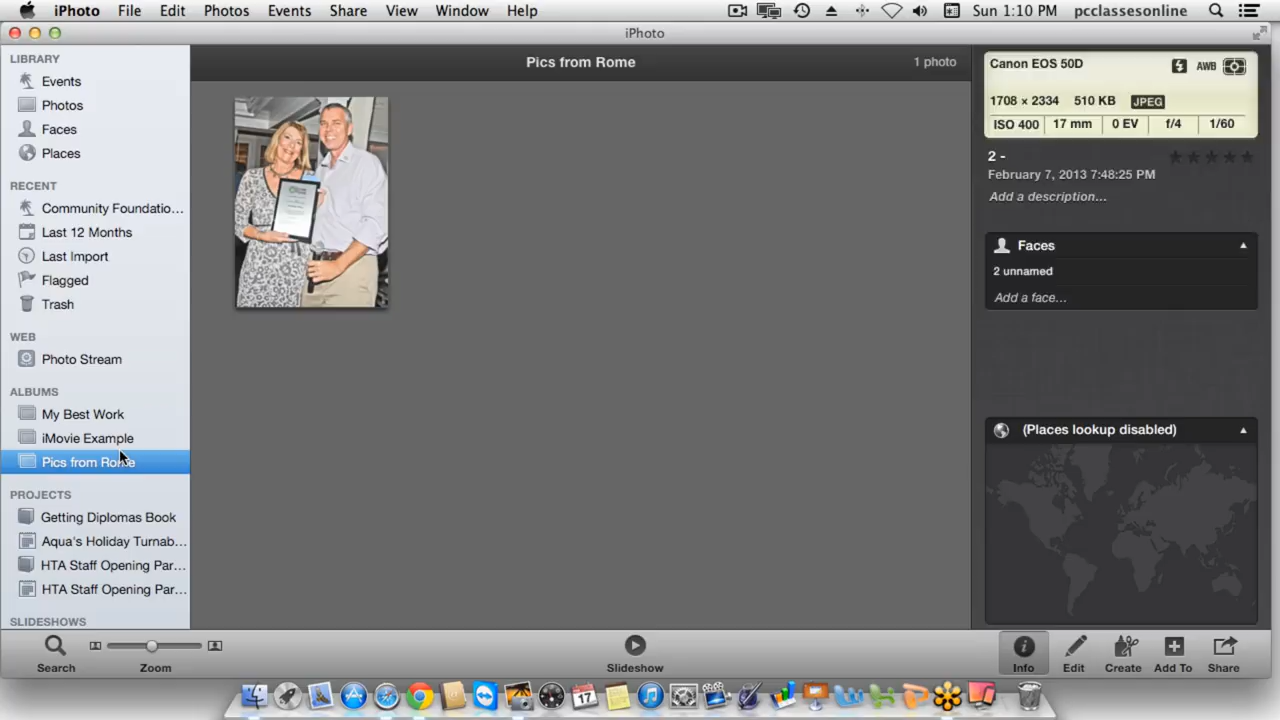 iPhoto File Edit Photos Events Share View Window Help Sun 1:10 PM pcclassesonline
iPhoto
LIBRARY
Events
Photos
Faces
Places
RECENT
Community Foundatio...
Last 12 Months
Last Import
Flagged
Trash
WEB
Photo Stream
ALBUMS
My Best Work
iMovie Example
Pics from Rome
PROJECTS
Getting Diplomas Book
Aqua's Holiday Turnab...
HTA Staff Opening Par...
HTA Staff Opening Par...
SLIDESHOWS
Search
Zoom
Pics from Rome
1 photo
Slideshow
Canon EOS 50D AWB
1708 × 2334 510 KB JPEG
ISO 400 17 mm 0 EV f/4 1/60
2 -
February 7, 2013 7:48:25 PM
Add a description...
Faces
2 unnamed
Add a face...
(Places lookup disabled)
Info Edit Create Add To Share
17